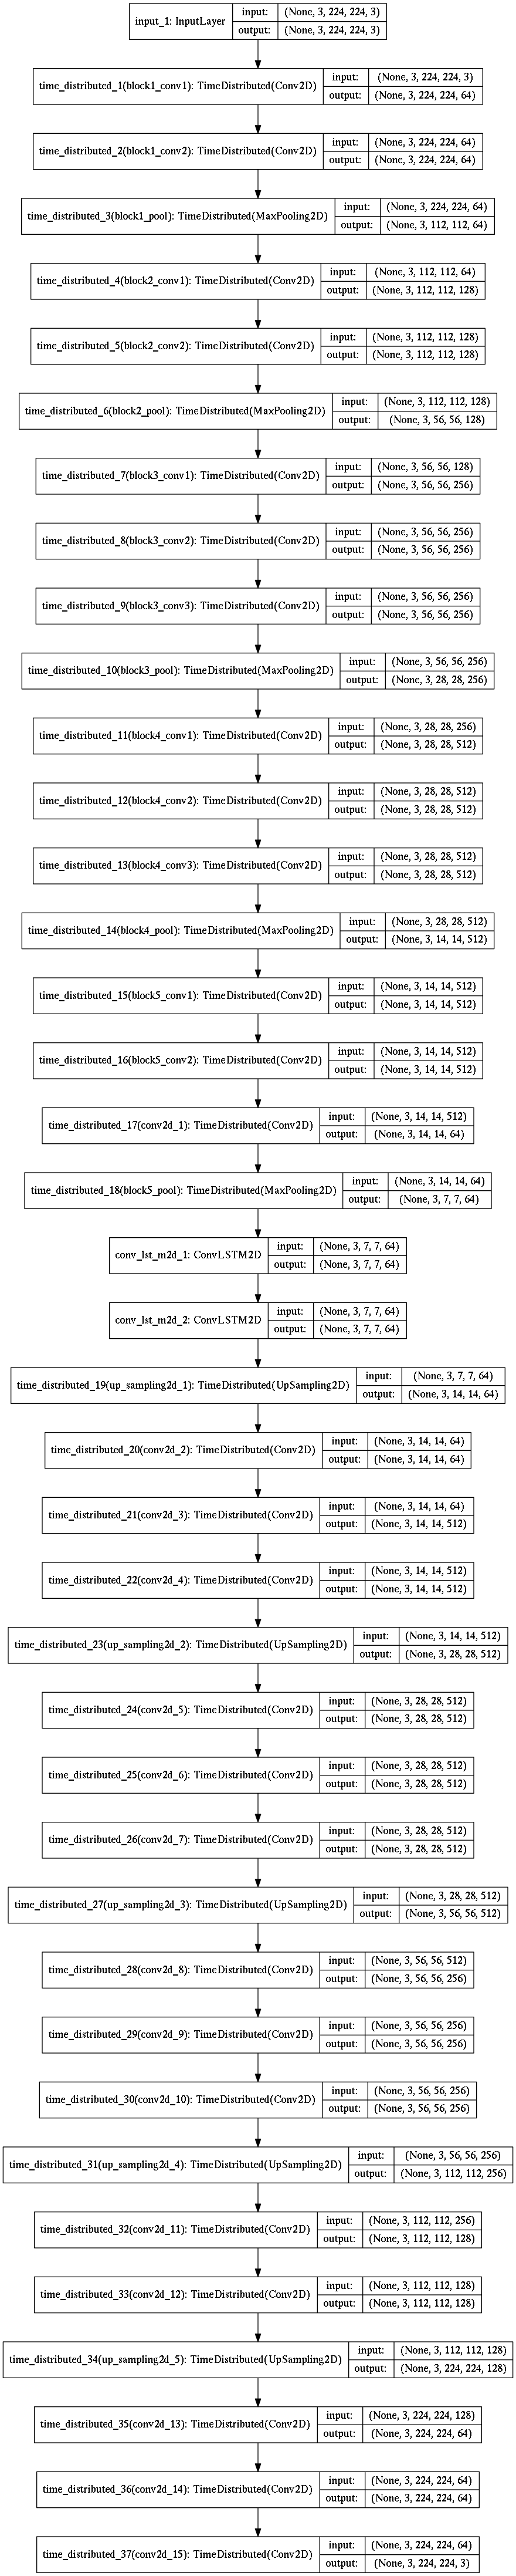 input_1: InputLayer
input: (None, 3, 224, 224, 3)
output: (None, 3, 224, 224, 3)
time_distributed_1(block1_conv1): TimeDistributed(Conv2D)
input: (None, 3, 224, 224, 3)
output: (None, 3, 224, 224, 64)
time_distributed_2(block1_conv2): TimeDistributed(Conv2D)
input: (None, 3, 224, 224, 64)
output: (None, 3, 224, 224, 64)
time_distributed_3(block1_pool): TimeDistributed(MaxPooling2D)
input: (None, 3, 224, 224, 64)
output: (None, 3, 112, 112, 64)
time_distributed_4(block2_conv1): TimeDistributed(Conv2D)
input: (None, 3, 112, 112, 64)
output: (None, 3, 112, 112, 128)
time_distributed_5(block2_conv2): TimeDistributed(Conv2D)
input: (None, 3, 112, 112, 128)
output: (None, 3, 112, 112, 128)
time_distributed_6(block2_pool): TimeDistributed(MaxPooling2D)
input: (None, 3, 112, 112, 128)
output: (None, 3, 56, 56, 128)
time_distributed_7(block3_conv1): TimeDistributed(Conv2D)
input: (None, 3, 56, 56, 128)
output: (None, 3, 56, 56, 256)
time_distributed_8(block3_conv2): TimeDistributed(Conv2D)
input: (None, 3, 56, 56, 256)
output: (None, 3, 56, 56, 256)
time_distributed_9(block3_conv3): TimeDistributed(Conv2D)
input: (None, 3, 56, 56, 256)
output: (None, 3, 56, 56, 256)
time_distributed_10(block3_pool): TimeDistributed(MaxPooling2D)
input: (None, 3, 56, 56, 256)
output: (None, 3, 28, 28, 256)
time_distributed_11(block4_conv1): TimeDistributed(Conv2D)
input: (None, 3, 28, 28, 256)
output: (None, 3, 28, 28, 512)
time_distributed_12(block4_conv2): TimeDistributed(Conv2D)
input: (None, 3, 28, 28, 512)
output: (None, 3, 28, 28, 512)
time_distributed_13(block4_conv3): TimeDistributed(Conv2D)
input: (None, 3, 28, 28, 512)
output: (None, 3, 28, 28, 512)
time_distributed_14(block4_pool): TimeDistributed(MaxPooling2D)
input: (None, 3, 28, 28, 512)
output: (None, 3, 14, 14, 512)
time_distributed_15(block5_conv1): TimeDistributed(Conv2D)
input: (None, 3, 14, 14, 512)
output: (None, 3, 14, 14, 512)
time_distributed_16(block5_conv2): TimeDistributed(Conv2D)
input: (None, 3, 14, 14, 512)
output: (None, 3, 14, 14, 512)
time_distributed_17(conv2d_1): TimeDistributed(Conv2D)
input: (None, 3, 14, 14, 512)
output: (None, 3, 14, 14, 64)
time_distributed_18(block5_pool): TimeDistributed(MaxPooling2D)
input: (None, 3, 14, 14, 64)
output: (None, 3, 7, 7, 64)
conv_lst_m2d_1: ConvLSTM2D
input: (None, 3, 7, 7, 64)
output: (None, 3, 7, 7, 64)
conv_lst_m2d_2: ConvLSTM2D
input: (None, 3, 7, 7, 64)
output: (None, 3, 7, 7, 64)
time_distributed_19(up_sampling2d_1): TimeDistributed(UpSampling2D)
input: (None, 3, 7, 7, 64)
output: (None, 3, 14, 14, 64)
time_distributed_20(conv2d_2): TimeDistributed(Conv2D)
input: (None, 3, 14, 14, 64)
output: (None, 3, 14, 14, 64)
time_distributed_21(conv2d_3): TimeDistributed(Conv2D)
input: (None, 3, 14, 14, 64)
output: (None, 3, 14, 14, 512)
time_distributed_22(conv2d_4): TimeDistributed(Conv2D)
input: (None, 3, 14, 14, 512)
output: (None, 3, 14, 14, 512)
time_distributed_23(up_sampling2d_2): TimeDistributed(UpSampling2D)
input: (None, 3, 14, 14, 512)
output: (None, 3, 28, 28, 512)
time_distributed_24(conv2d_5): TimeDistributed(Conv2D)
input: (None, 3, 28, 28, 512)
output: (None, 3, 28, 28, 512)
time_distributed_25(conv2d_6): TimeDistributed(Conv2D)
input: (None, 3, 28, 28, 512)
output: (None, 3, 28, 28, 512)
time_distributed_26(conv2d_7): TimeDistributed(Conv2D)
input: (None, 3, 28, 28, 512)
output: (None, 3, 28, 28, 512)
time_distributed_27(up_sampling2d_3): TimeDistributed(UpSampling2D)
input: (None, 3, 28, 28, 512)
output: (None, 3, 56, 56, 512)
time_distributed_28(conv2d_8): TimeDistributed(Conv2D)
input: (None, 3, 56, 56, 512)
output: (None, 3, 56, 56, 256)
time_distributed_29(conv2d_9): TimeDistributed(Conv2D)
input: (None, 3, 56, 56, 256)
output: (None, 3, 56, 56, 256)
time_distributed_30(conv2d_10): TimeDistributed(Conv2D)
input: (None, 3, 56, 56, 256)
output: (None, 3, 56, 56, 256)
time_distributed_31(up_sampling2d_4): TimeDistributed(UpSampling2D)
input: (None, 3, 56, 56, 256)
output: (None, 3, 112, 112, 256)
time_distributed_32(conv2d_11): TimeDistributed(Conv2D)
input: (None, 3, 112, 112, 256)
output: (None, 3, 112, 112, 128)
time_distributed_33(conv2d_12): TimeDistributed(Conv2D)
input: (None, 3, 112, 112, 128)
output: (None, 3, 112, 112, 128)
time_distributed_34(up_sampling2d_5): TimeDistributed(UpSampling2D)
input: (None, 3, 112, 112, 128)
output: (None, 3, 224, 224, 128)
time_distributed_35(conv2d_13): TimeDistributed(Conv2D)
input: (None, 3, 224, 224, 128)
output: (None, 3, 224, 224, 64)
time_distributed_36(conv2d_14): TimeDistributed(Conv2D)
input: (None, 3, 224, 224, 64)
output: (None, 3, 224, 224, 64)
time_distributed_37(conv2d_15): TimeDistributed(Conv2D)
input: (None, 3, 224, 224, 64)
output: (None, 3, 224, 224, 3)